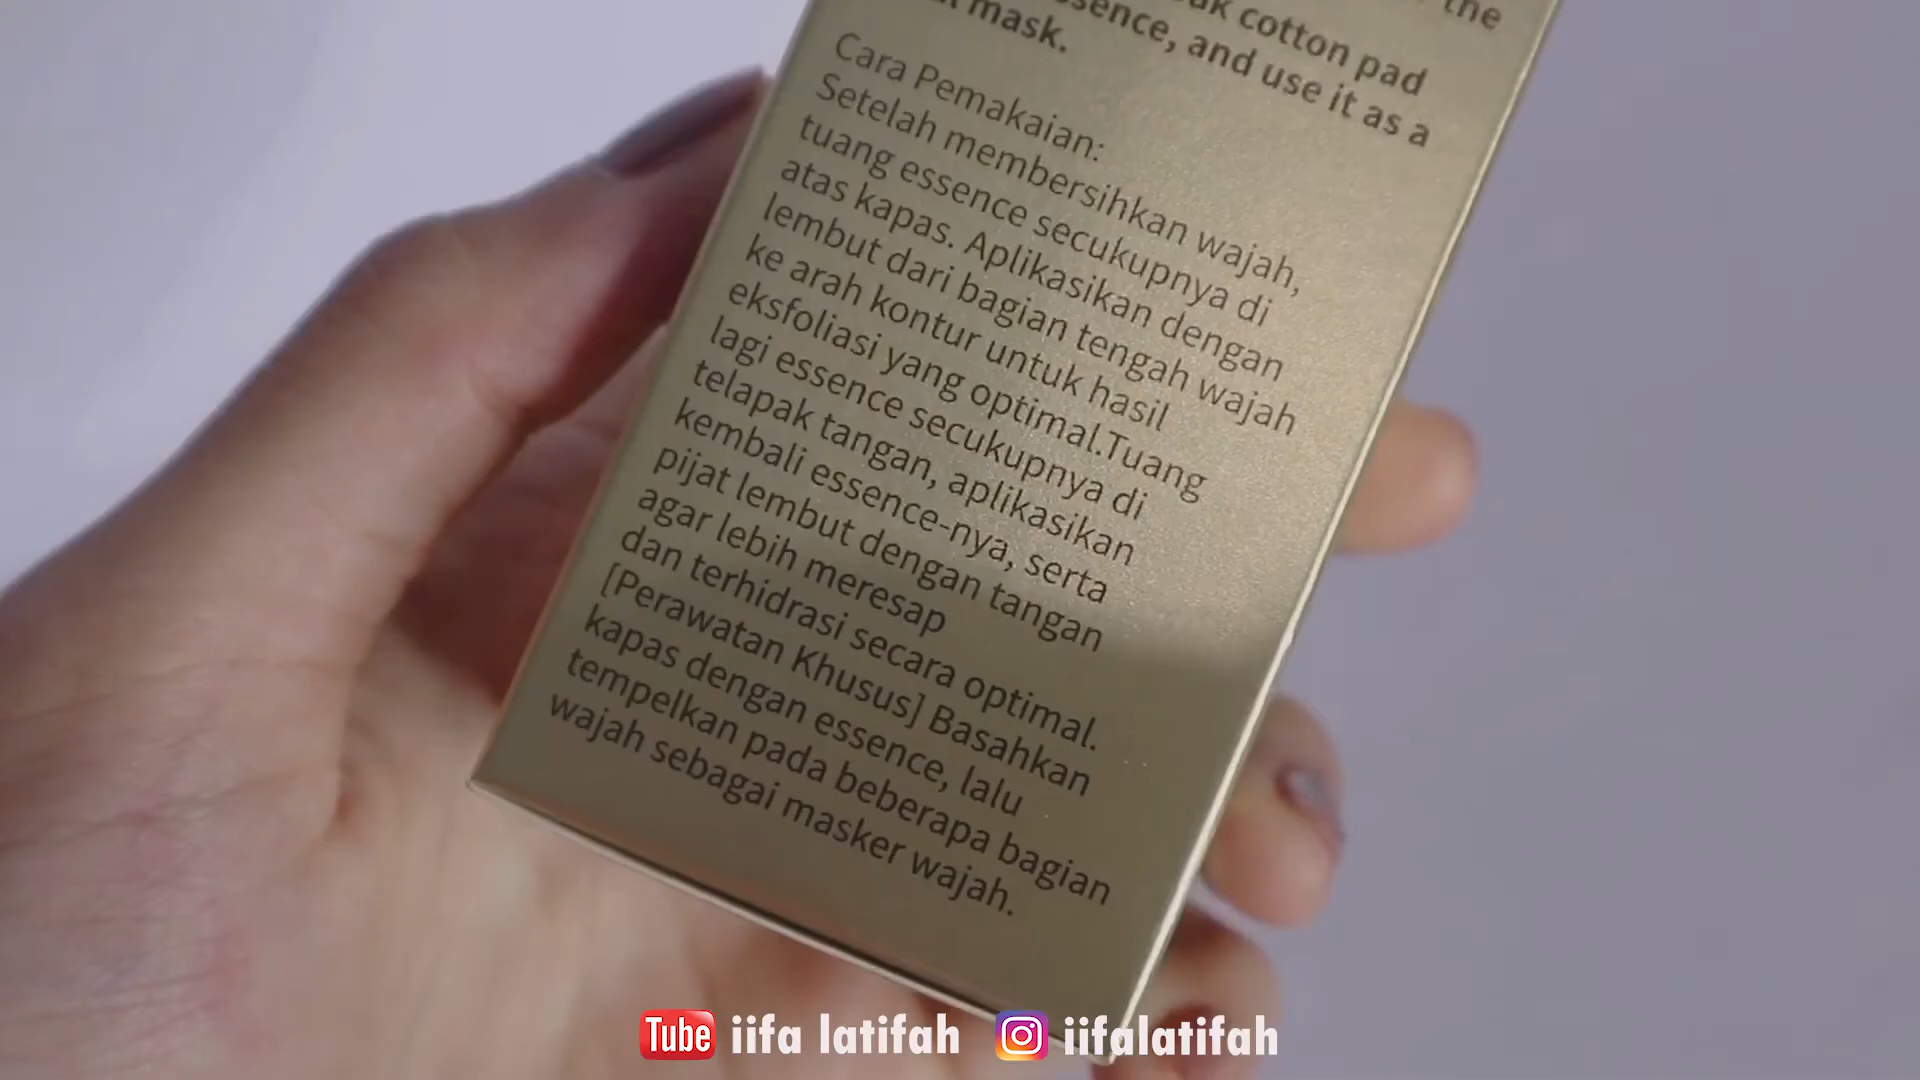 the
cotton pad
and use it as a
mask.
Cara Pemakaian:
Setelah membersihkan wajah,
tuang essence secukupnya di
atas kapas. Aplikasikan dengan
lembut dari bagian tengah wajah
ke arah kontur untuk hasil
eksfoliasi yang optimal.Tuang
lagi essence secukupnya di
telapak tangan, aplikasikan
kembali essence-nya, serta
pijat lembut dengan tangan
agar lebih meresap
dan terhidrasi secara optimal.
[Perawatan Khusus] Basahkan
kapas dengan essence, lalu
tempelkan pada beberapa bagian
wajah sebagai masker wajah.
Tube iifa latifah iifalatifah